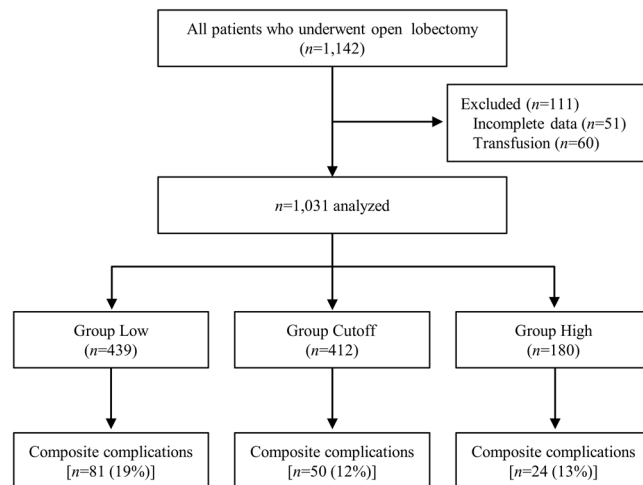 All patients who underwent open lobectomy
(n=1,142)
Excluded (n=111)
Incomplete data (n=51)
Transfusion (n=60)
n=1,031 analyzed
Group Low
(n=439)
Group Cutoff
(n=412)
Group High
(n=180)
Composite complications
[n=81 (19%)]
Composite complications
[n=50 (12%)]
Composite complications
[n=24 (13%)]